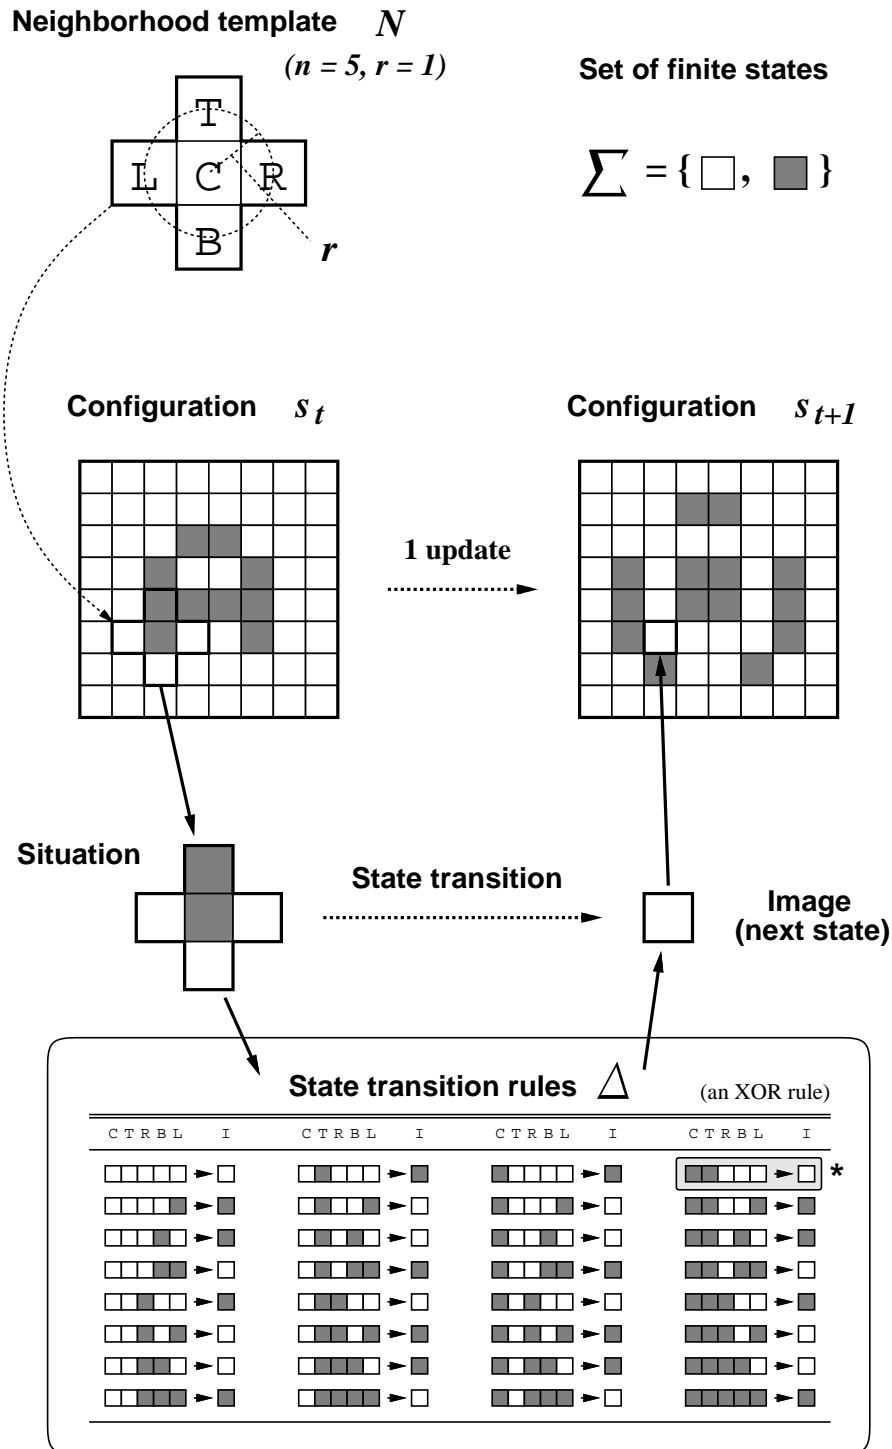 Neighborhood template N
(n = 5, r = 1)
Set of finite states
T
L C R
B
r
Σ = { , }
Configuration s t
Configuration s t+1
1 update
Situation
State transition
Image
(next state)
State transition rules Δ
(an XOR rule)
C T R B L I C T R B L I C T R B L I C T R B L I
*